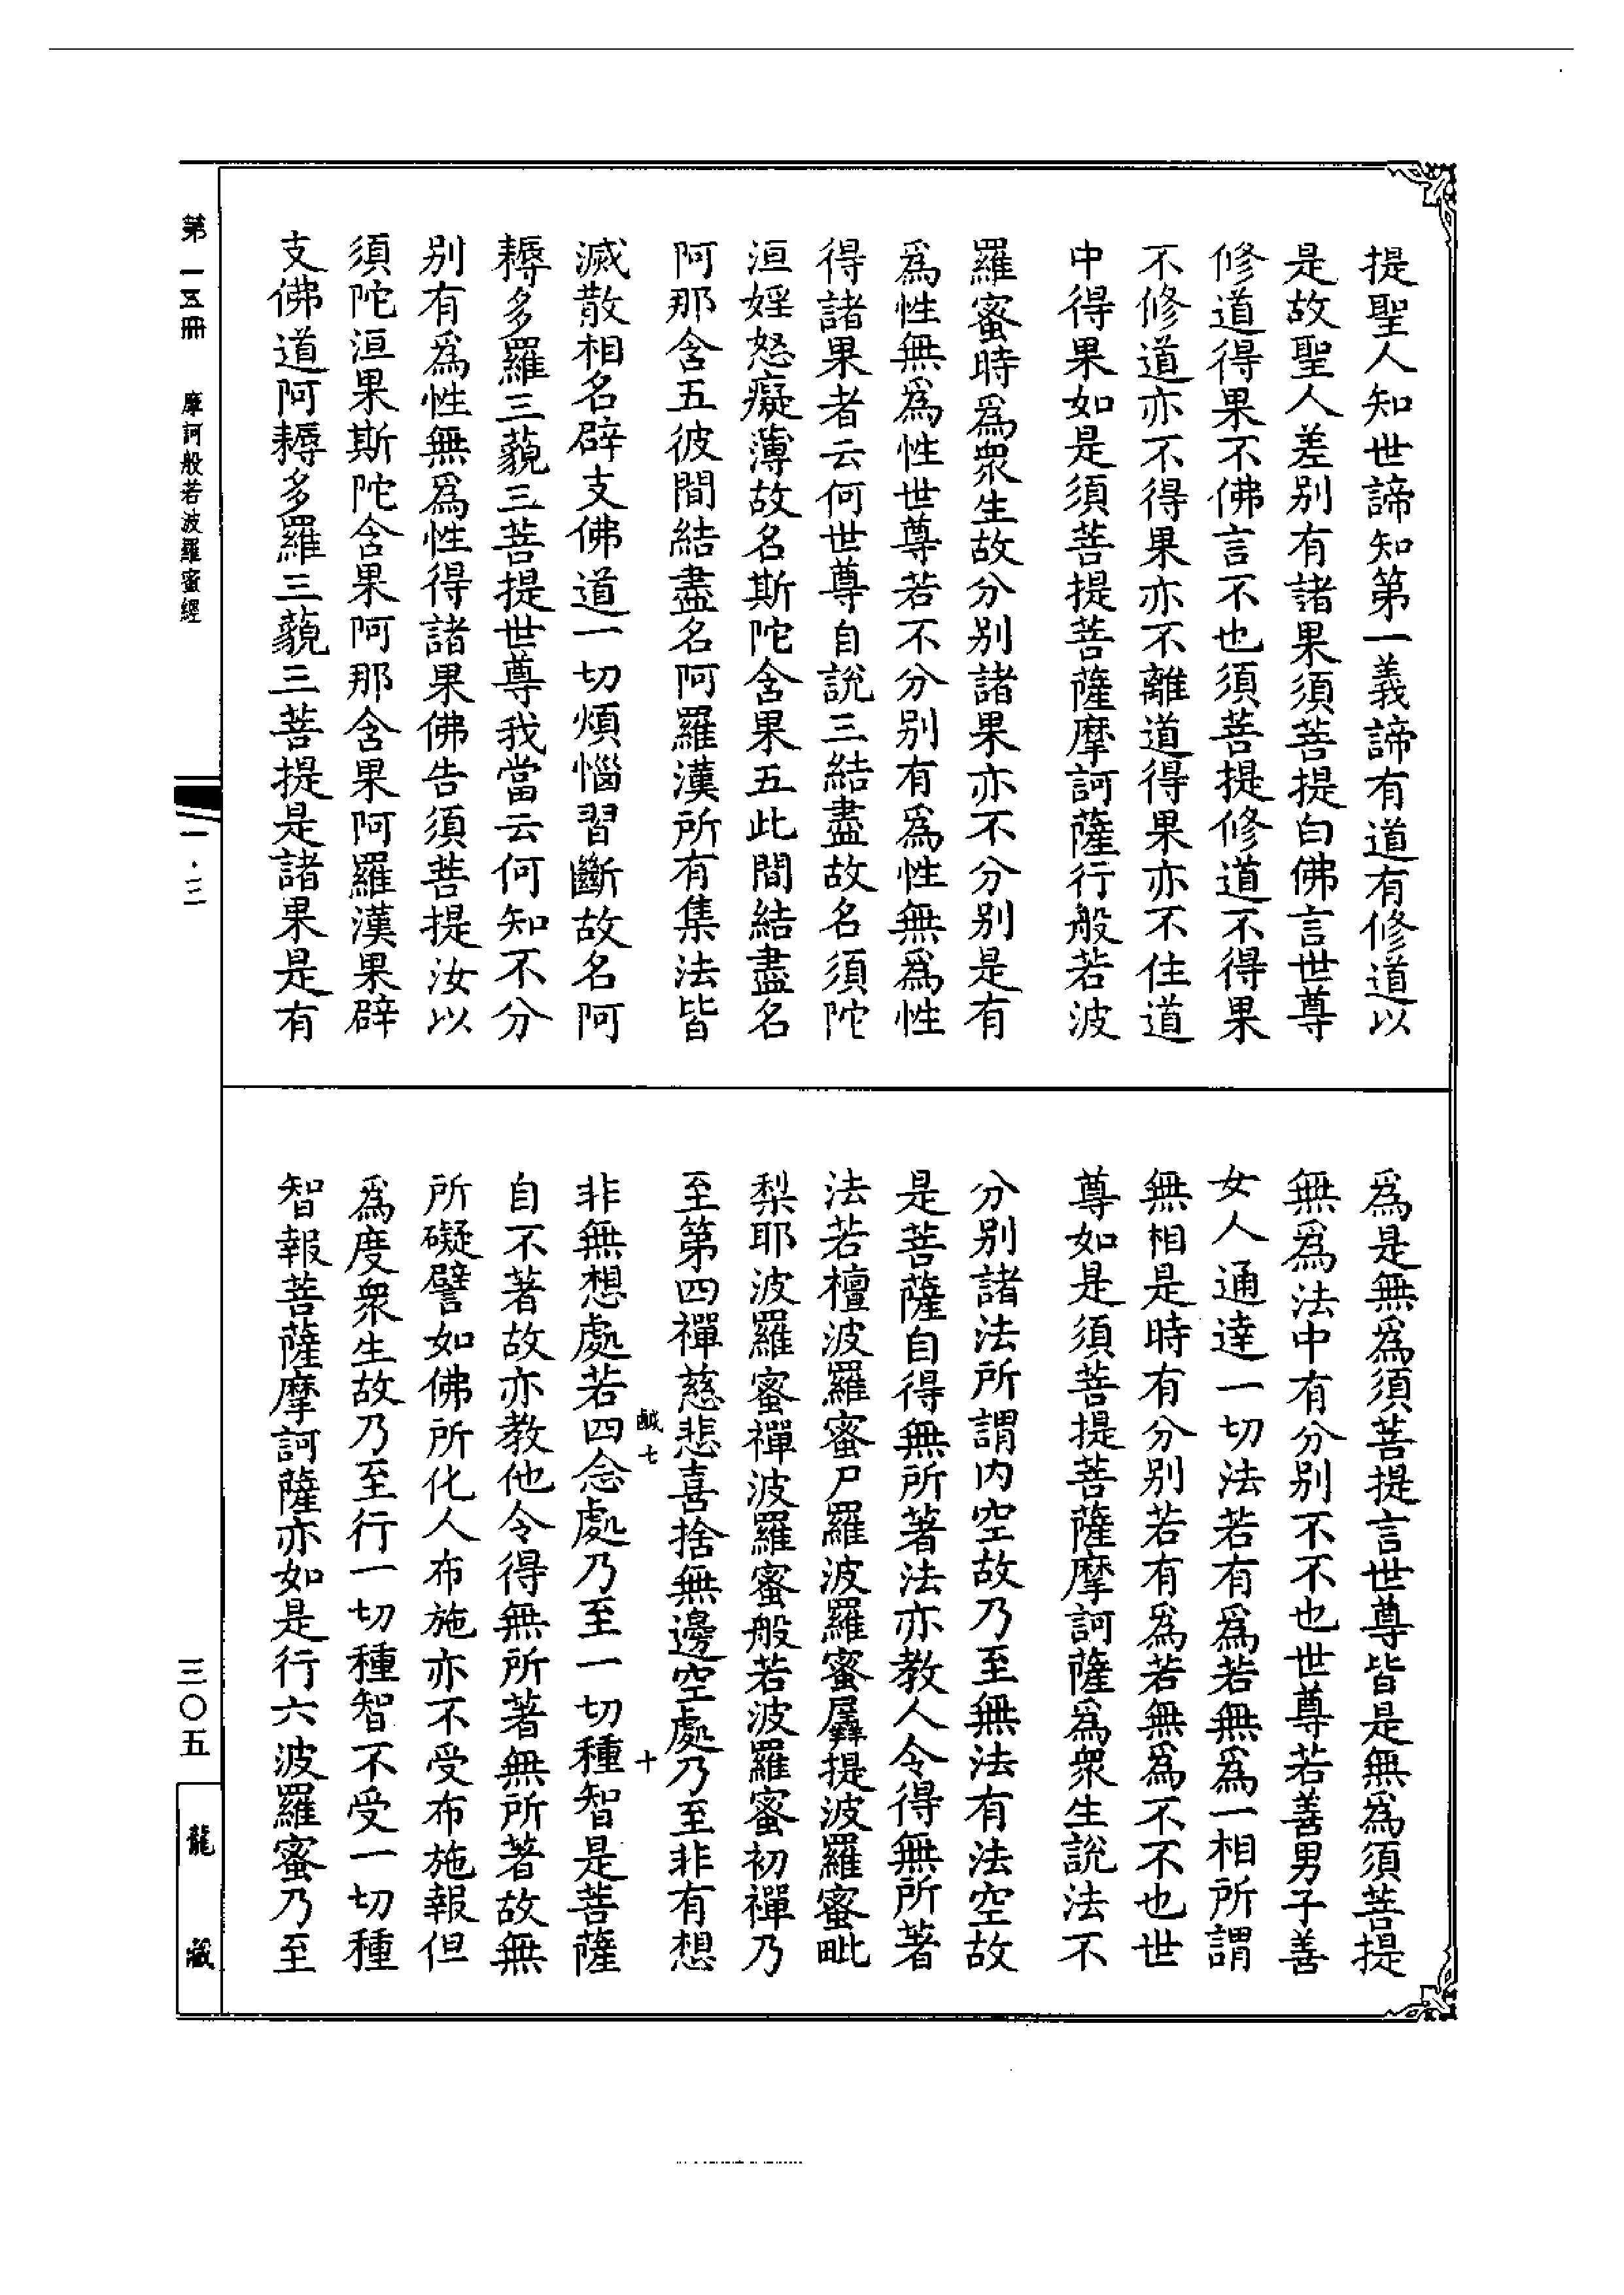 提聖人知世諦知第一義諦有道有修道以
是故聖人差別有諸果須菩提白佛言世尊
修道得果不佛言不也須菩提修道不得果
不修道亦不得果亦不離道得果亦不住道
中得果如是須菩提菩薩摩訶薩行般若波
羅蜜時爲衆生故分別諸果亦不分別是有
爲性無爲性世尊若不分別有爲性無爲性
得諸果者云何世尊自說三結盡故名須陀
洹婬怒癡薄故名斯陀含果五此間結盡名
阿那含五彼間結盡名阿羅漢所有集法皆
滅散相名辟支佛道一切煩惱習斷故名阿
耨多羅三藐三菩提世尊我當云何知不分
別有爲性無爲性得諸果佛告須菩提汝以
須陀洹果斯陀含果阿那含果阿羅漢果辟
支佛道阿耨多羅三藐三菩提是諸果是有
爲是無爲須菩提言世尊皆是無爲須菩提
無爲法中有分別不不也世尊若善男子善
女人通達一切法若有爲若無爲一相所謂
無相是時有分別若有爲若無爲不不也世
尊如是須菩提菩薩摩訶薩爲衆生說法不
分別諸法所謂內空故乃至無法有法空故
是菩薩自得無所著法亦教人令得無所著
法若檀波羅蜜尸羅波羅蜜羼提波羅蜜毗
梨耶波羅蜜禪波羅蜜般若波羅蜜初禪乃
至第四禪慈悲喜捨無邊空處乃至非有想
鹹七
十
非無想處若四念處乃至一切種智是菩薩
自不著故亦教他令得無所著無所著故無
所礙譬如佛所化人布施亦不受布施報但
爲度衆生故乃至行一切種智不受一切種
智報菩薩摩訶薩亦如是行六波羅蜜乃至
第一五冊 摩訶般若波羅蜜經
三〇五
龍藏